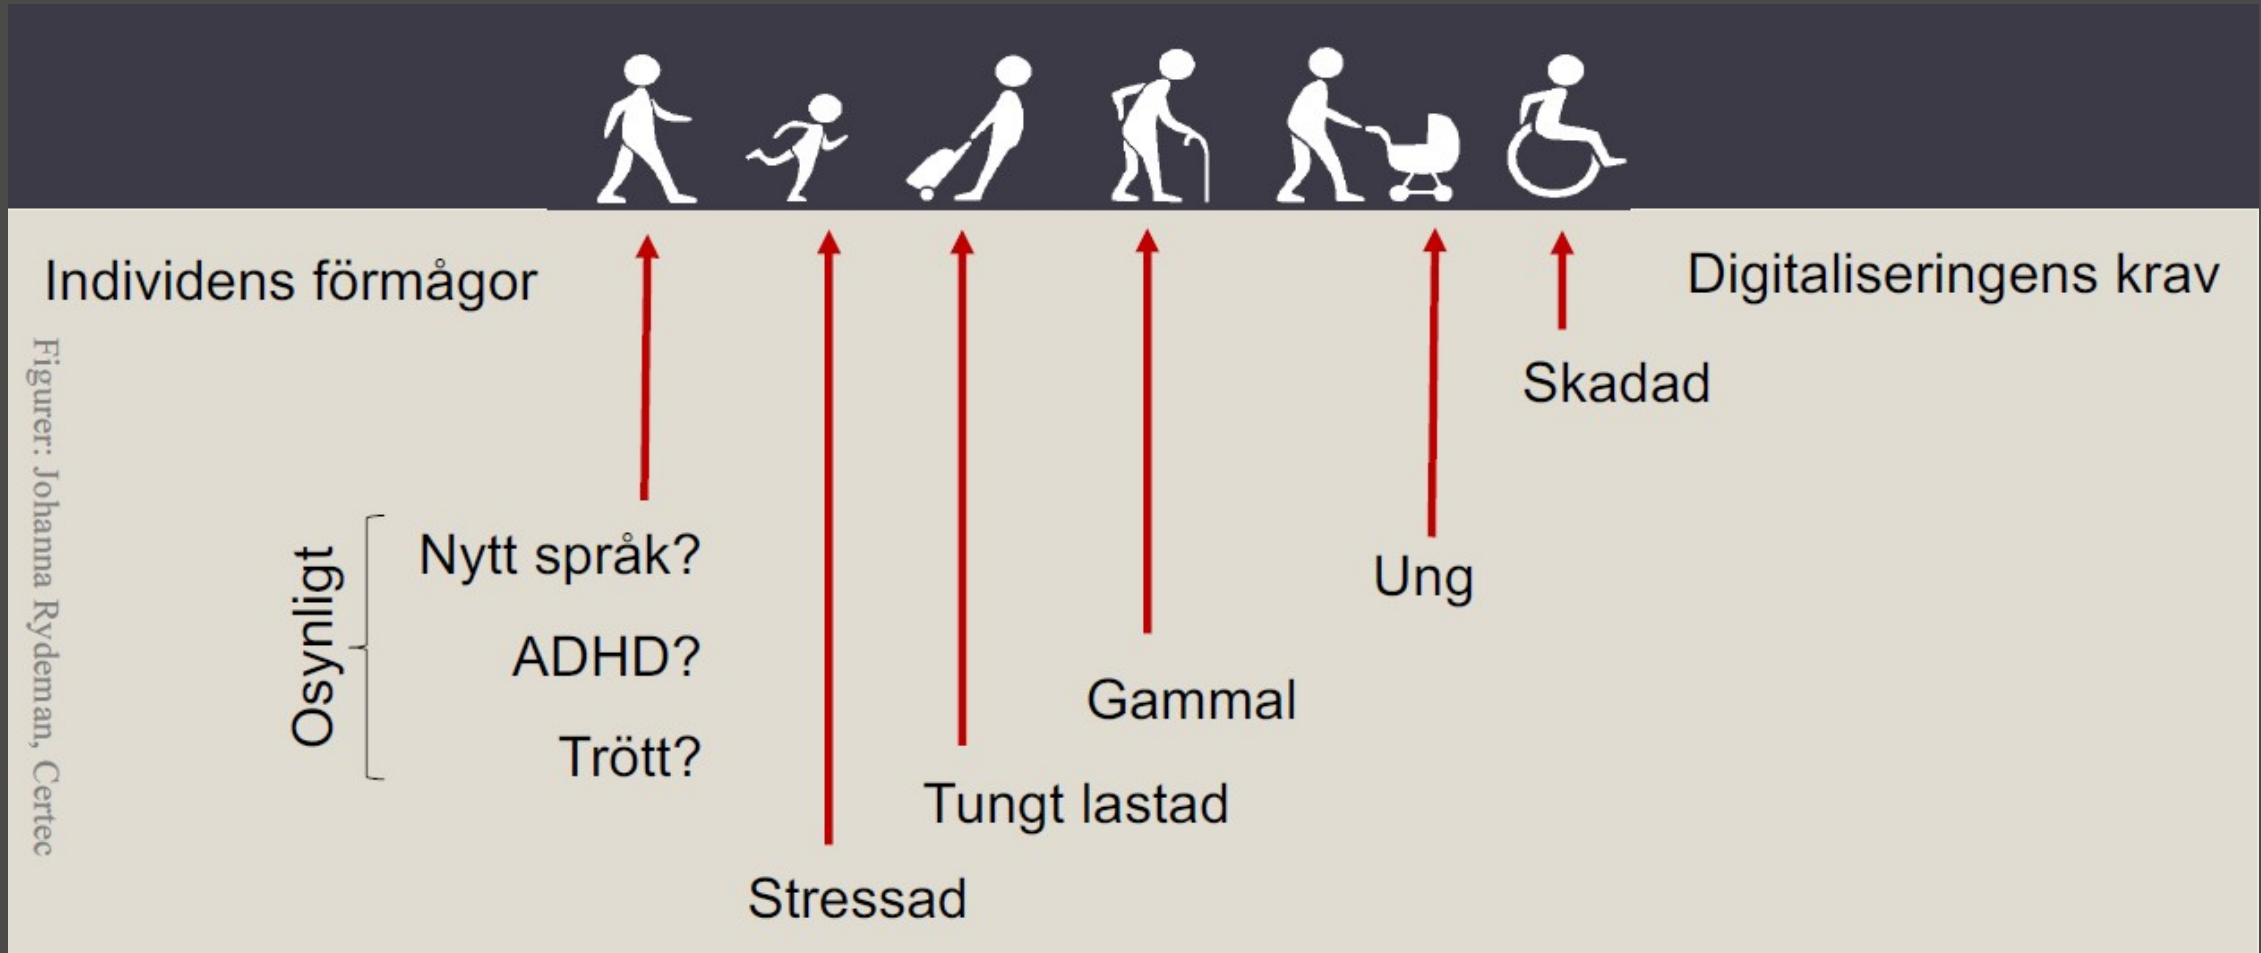 Individens förmågor
Digitaliseringens krav
Skadad
Nytt språk?
Ung
ADHD?
Osynligt
Gammal
Trött?
Tungt lastad
Stressad
Figurer: Johanna Rydeman, Certec